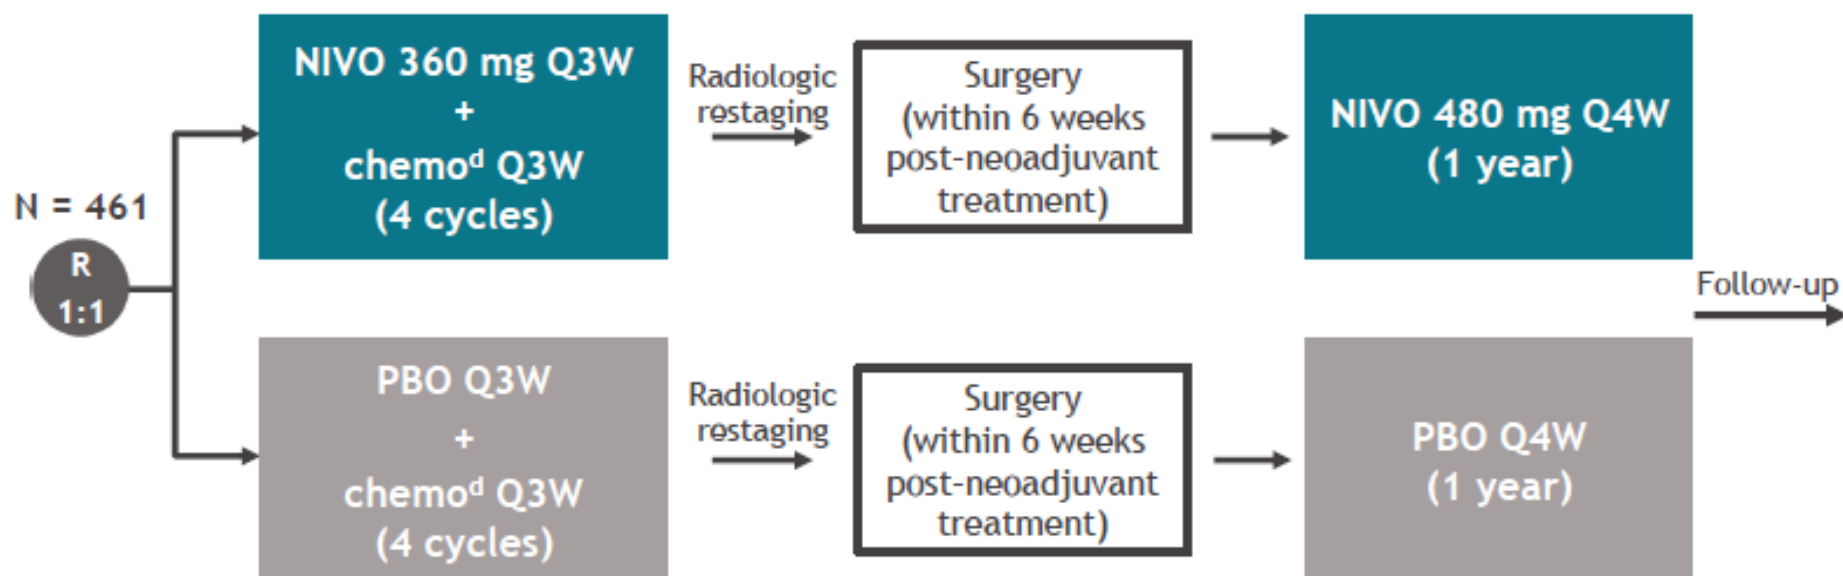 N = 461
R
1:1
NIVO 360 mg Q3W
+
chemoᵈ Q3W
(4 cycles)
Radiologic
restaging
Surgery
(within 6 weeks
post-neoadjuvant
treatment)
NIVO 480 mg Q4W
(1 year)
PBO Q3W
+
chemoᵈ Q3W
(4 cycles)
Radiologic
restaging
Surgery
(within 6 weeks
post-neoadjuvant
treatment)
PBO Q4W
(1 year)
Follow-up